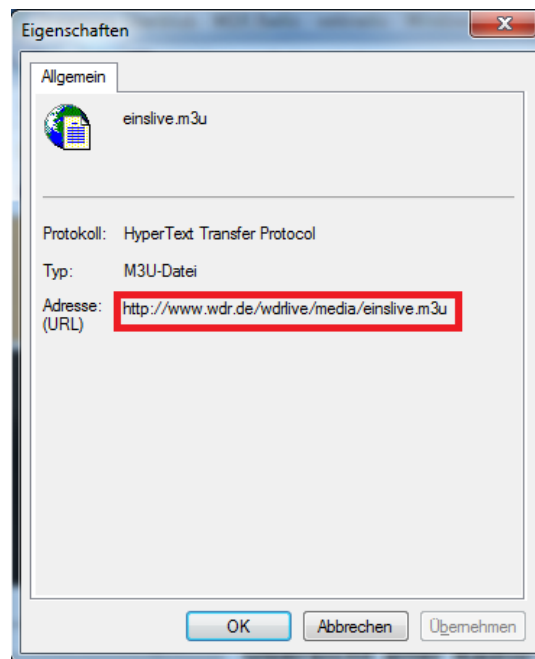 Eigenschaften
Allgemein
einslive.m3u
Protokoll: HyperText Transfer Protocol
Typ: M3U-Datei
Adresse: http://www.wdr.de/wdrlive/media/einslive.m3u
(URL)
OK Abbrechen Übernehmen